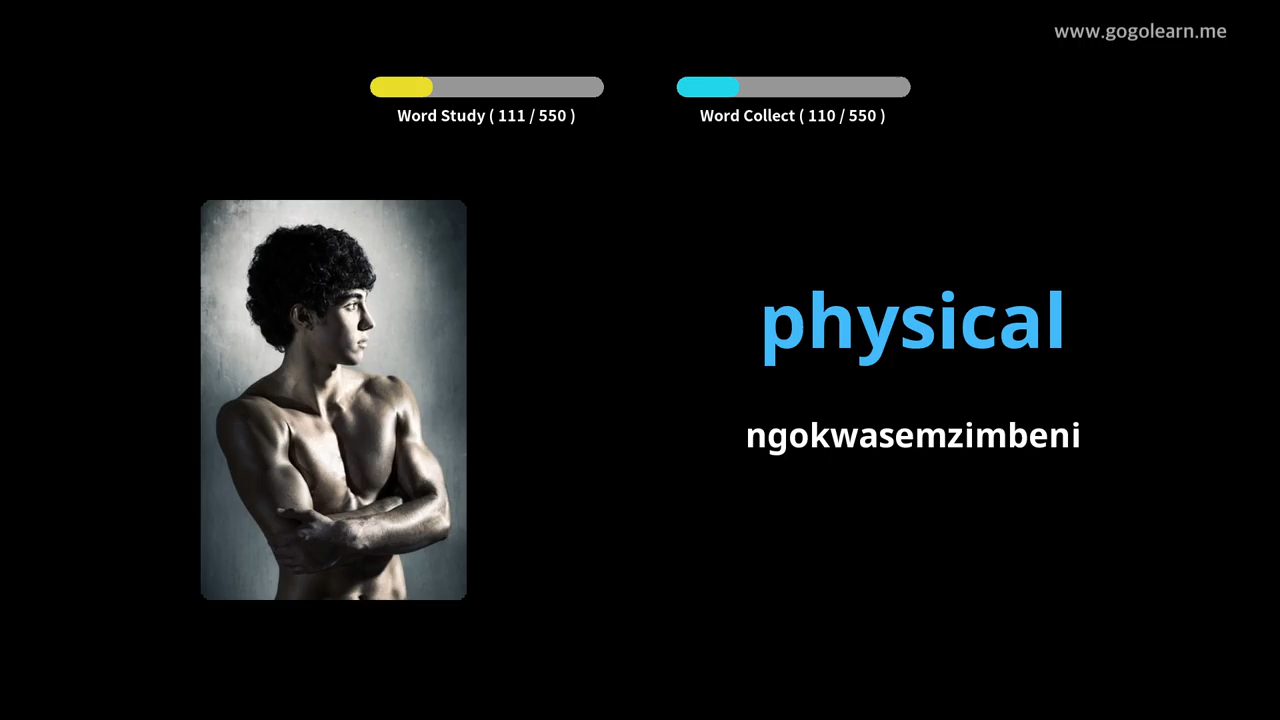 www.gogolearn.me
Word Study ( 111 / 550 )
Word Collect ( 110 / 550 )
physical
ngokwasemzimbeni